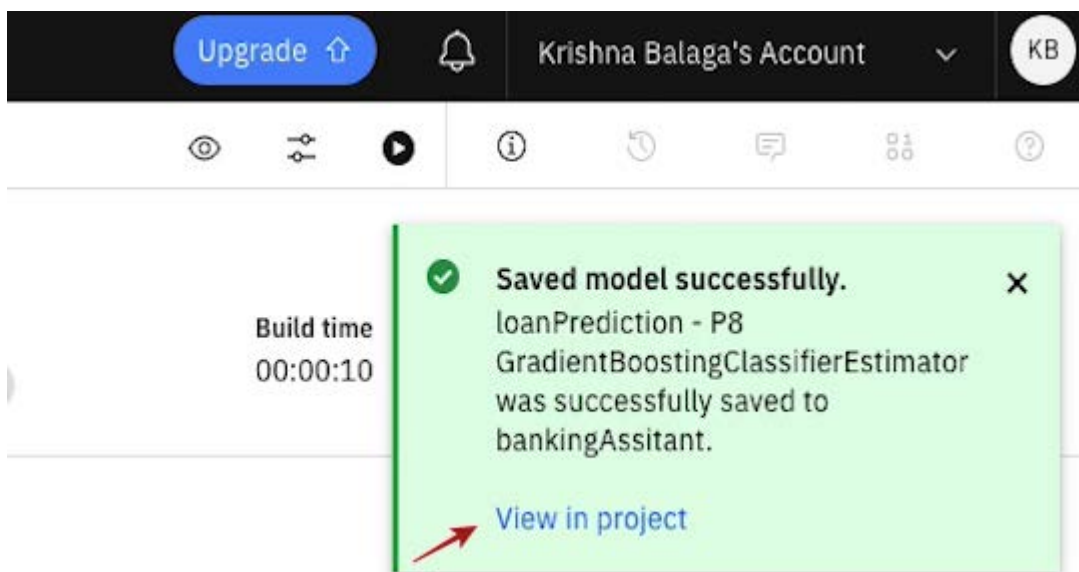 Upgrade
Krishna Balaga's Account
KB
Saved model successfully.
loanPrediction - P8
GradientBoostingClassifierEstimator
was successfully saved to
bankingAssitant.
View in project
Build time
00:00:10